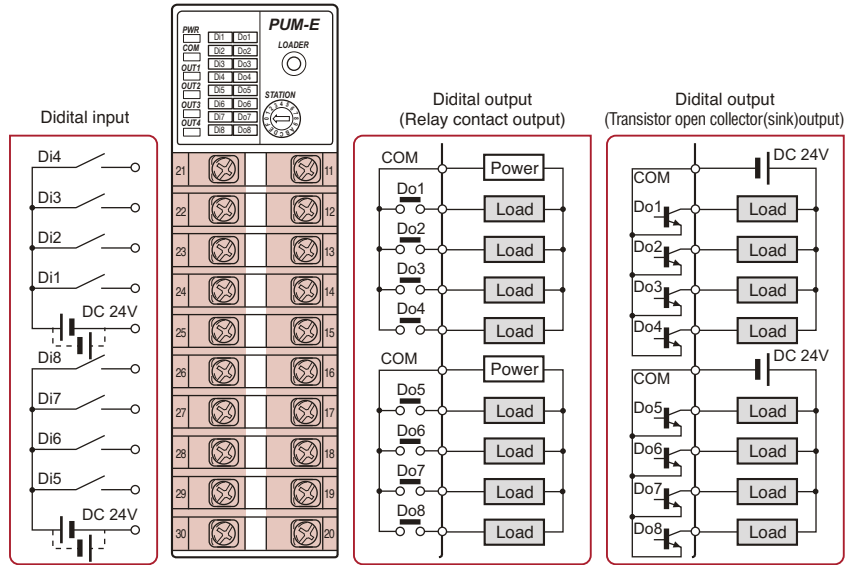 PUM-E
PWR
COM
OUT1
OUT2
OUT3
OUT4
Di1 Do1
Di2 Do2
Di3 Do3
Di4 Do4
Di5 Do5
Di6 Do6
Di7 Do7
Di8 Do8
LOADER
STATION
21 11
22 12
23 13
24 14
25 15
26 16
27 17
28 18
29 19
30 20
Didital input
Di4
Di3
Di2
Di1
DC 24V
Di8
Di7
Di6
Di5
DC 24V
Didital output
(Relay contact output)
COM Power
Do1 Load
Do2 Load
Do3 Load
Do4 Load
COM Power
Do5 Load
Do6 Load
Do7 Load
Do8 Load
Didital output
(Transistor open collector(sink)output)
DC 24V
COM
Do1 Load
Do2 Load
Do3 Load
Do4 Load
DC 24V
COM
Do5 Load
Do6 Load
Do7 Load
Do8 Load